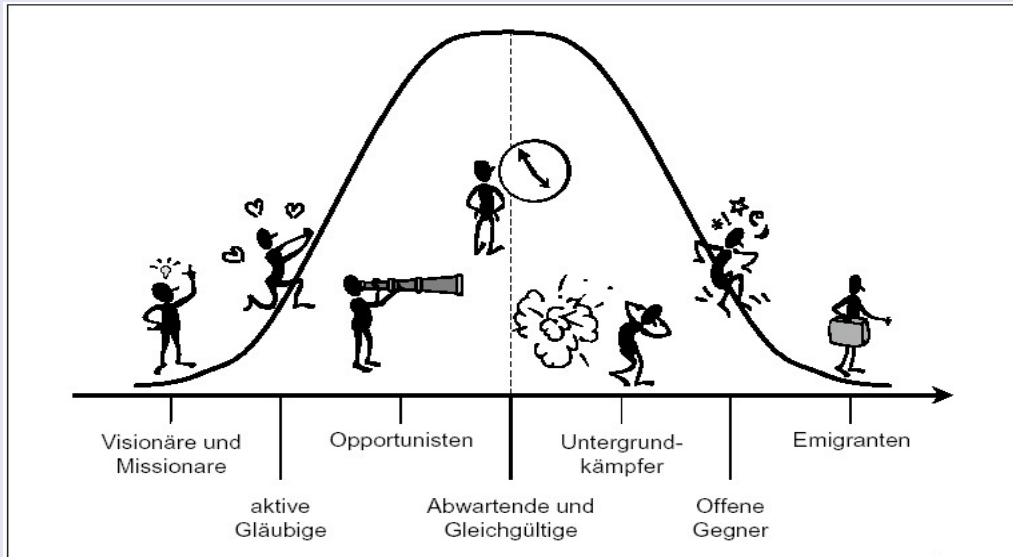 Visionäre und
Missionare
aktive
Gläubige
Opportunisten
Abwartende und
Gleichgültige
Untergrund-
kämpfer
Offene
Gegner
Emigranten